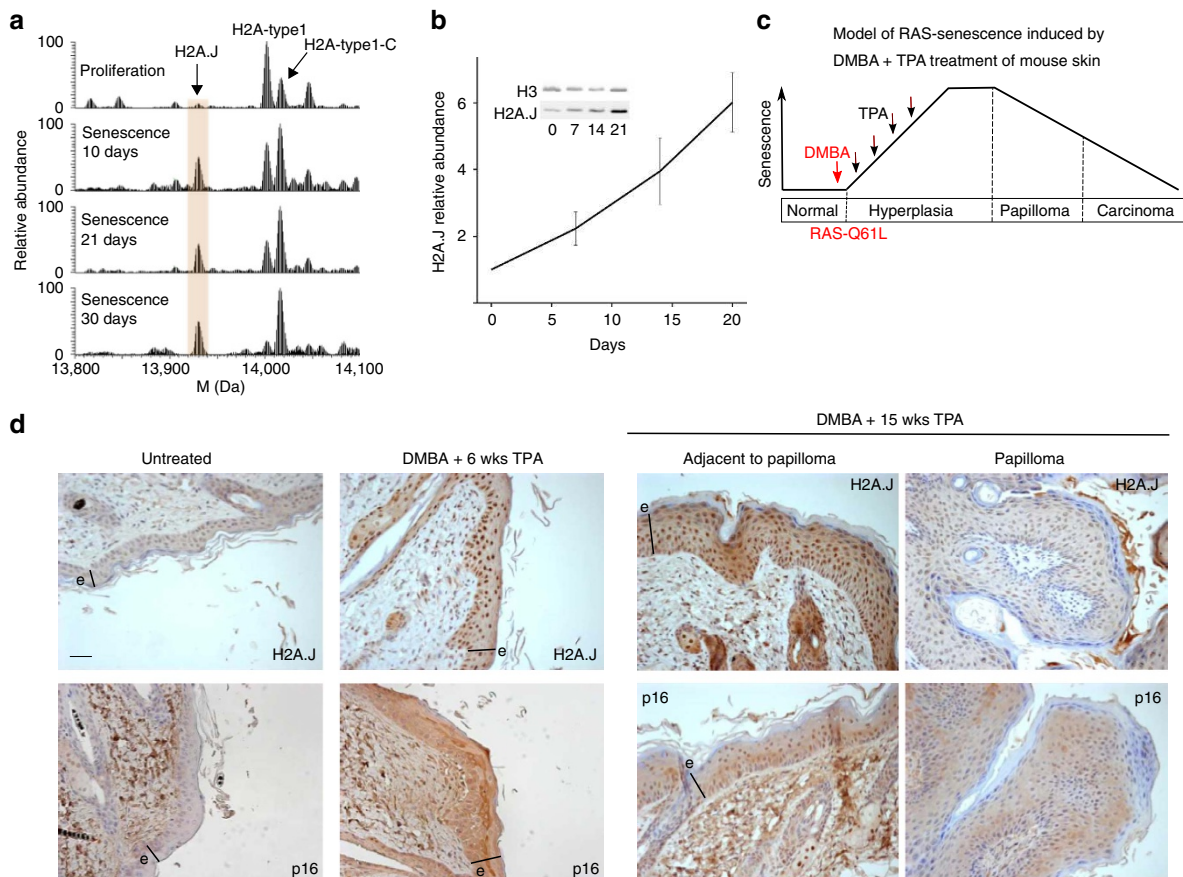 a
100
H2A.J
H2A-type1
H2A-type1-C
Proliferation
0
100
Senescence
10 days
0
100
Senescence
21 days
0
100
Senescence
30 days
0
Relative abundance
13,800 13,900 14,000 14,100
M (Da)
b
H3
H2A.J
0 7 14 21
6
4
2
H2A.J relative abundance
0 5 10 15 20
Days
c
Model of RAS-senescence induced by
DMBA + TPA treatment of mouse skin
Senescence
TPA
DMBA
Normal Hyperplasia Papilloma Carcinoma
RAS-Q61L
d
DMBA + 15 wks TPA
Untreated DMBA + 6 wks TPA Adjacent to papilloma Papilloma
e H2A.J
e H2A.J
e H2A.J
H2A.J
e p16
e p16
p16 e
p16